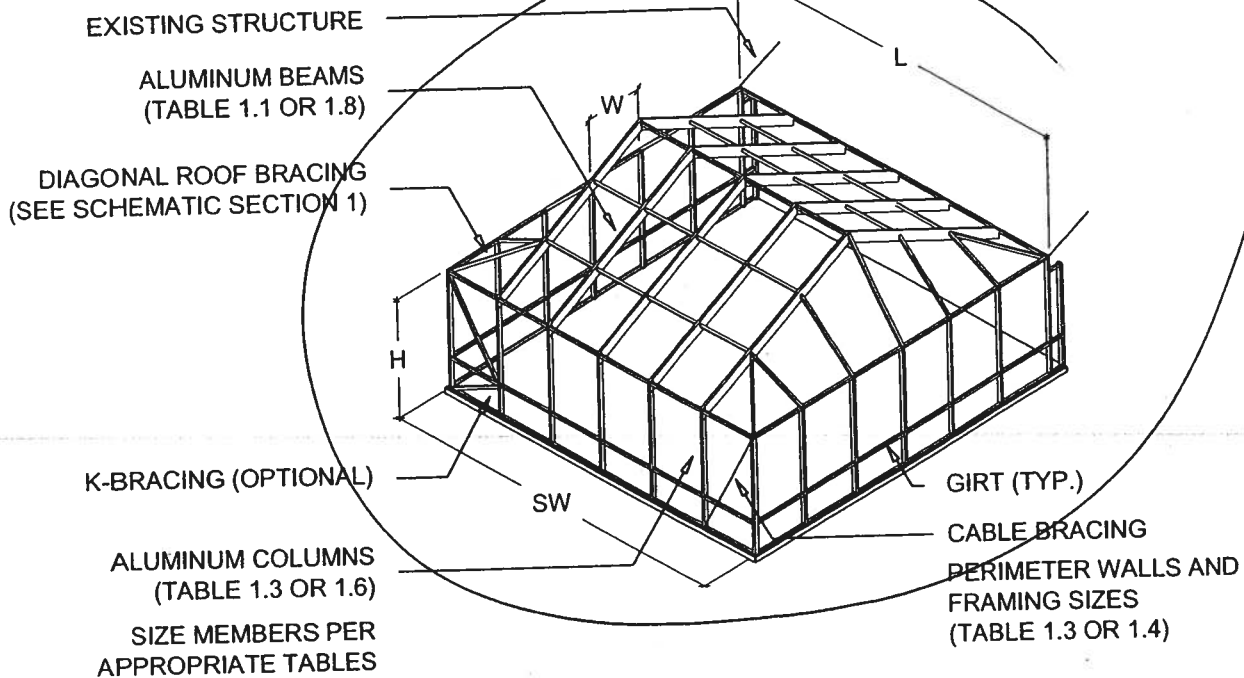 EXISTING STRUCTURE
ALUMINUM BEAMS
(TABLE 1.1 OR 1.8)
DIAGONAL ROOF BRACING
(SEE SCHEMATIC SECTION 1)
L
W
H
SW
K-BRACING (OPTIONAL)
ALUMINUM COLUMNS
(TABLE 1.3 OR 1.6)
SIZE MEMBERS PER
APPROPRIATE TABLES
GIRT (TYP.)
CABLE BRACING
PERIMETER WALLS AND
FRAMING SIZES
(TABLE 1.3 OR 1.4)